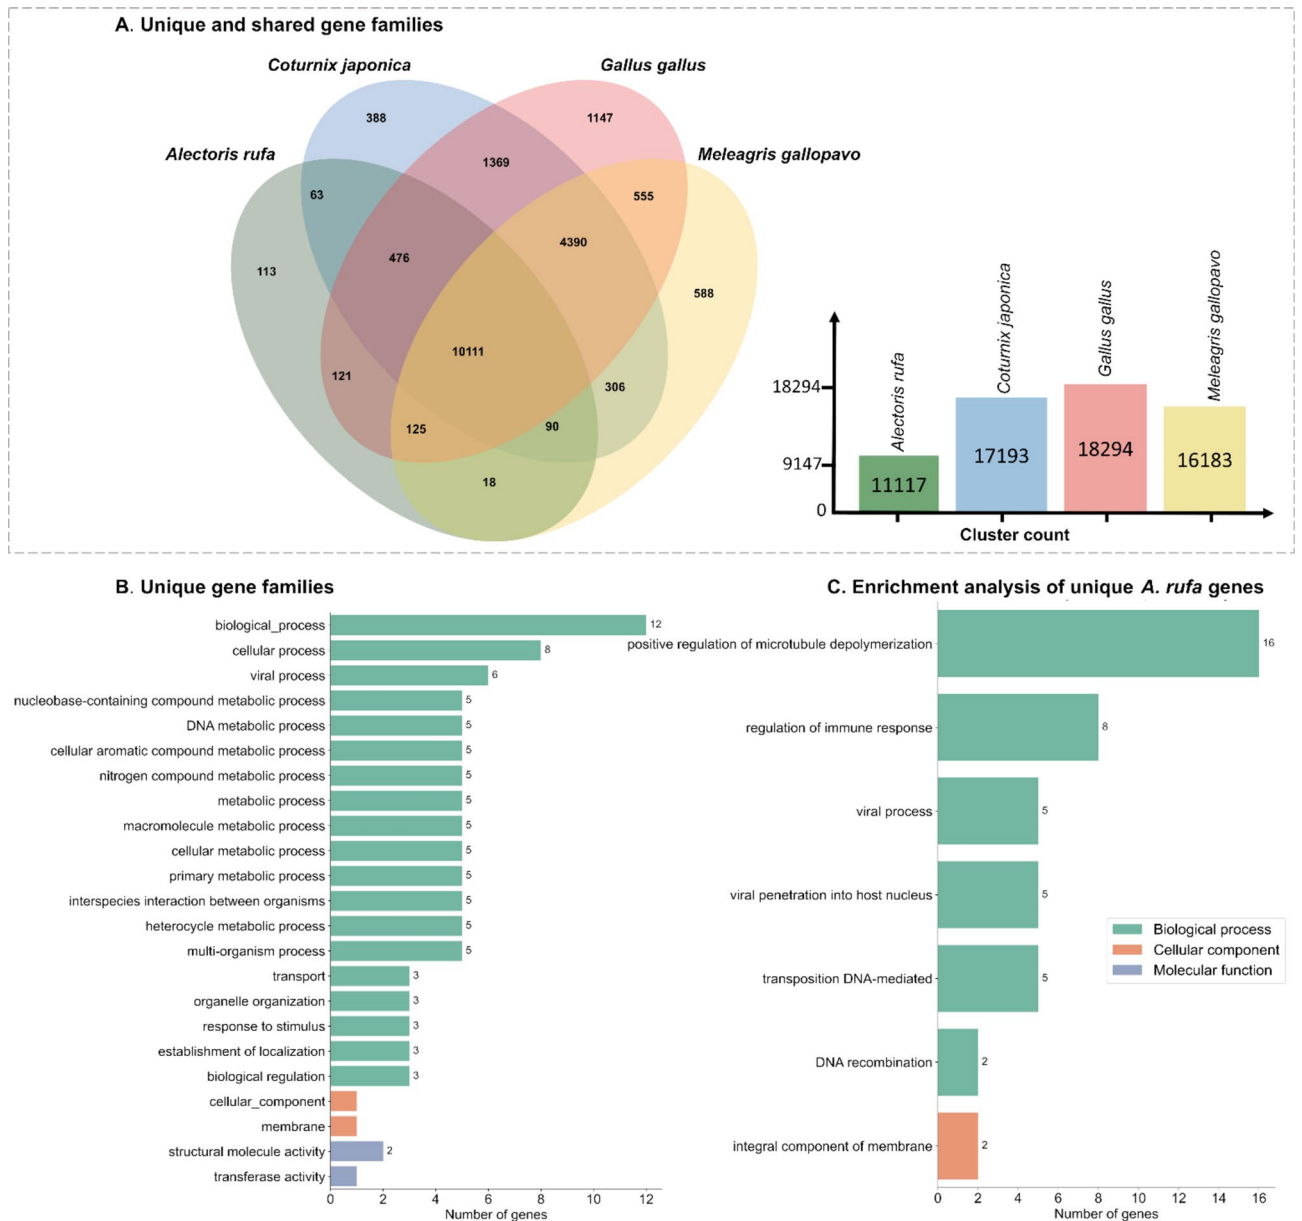 A. Unique and shared gene families
Coturnix japonica
Gallus gallus
Alectoris rufa
Meleagris gallopavo
388
1147
1369
63
555
476
4390
113
588
10111
121
306
125
90
18
Alectoris rufa
Coturnix japonica
Gallus gallus
Meleagris gallopavo
18294
9147
0
11117
17193
18294
16183
Cluster count
B. Unique gene families
biological_process 12
cellular process 8
viral process 6
nucleobase-containing compound metabolic process 5
DNA metabolic process 5
cellular aromatic compound metabolic process 5
nitrogen compound metabolic process 5
metabolic process 5
macromolecule metabolic process 5
cellular metabolic process 5
primary metabolic process 5
interspecies interaction between organisms 5
heterocycle metabolic process 5
multi-organism process 5
transport 3
organelle organization 3
response to stimulus 3
establishment of localization 3
biological regulation 3
cellular_component
membrane
structural molecule activity 2
transferase activity
0 2 4 6 8 10 12
Number of genes
C. Enrichment analysis of unique A. rufa genes
positive regulation of microtubule depolymerization 16
regulation of immune response 8
viral process 5
viral penetration into host nucleus 5
transposition DNA-mediated 5
DNA recombination 2
integral component of membrane 2
Biological process
Cellular component
Molecular function
0 2 4 6 8 10 12 14 16
Number of genes